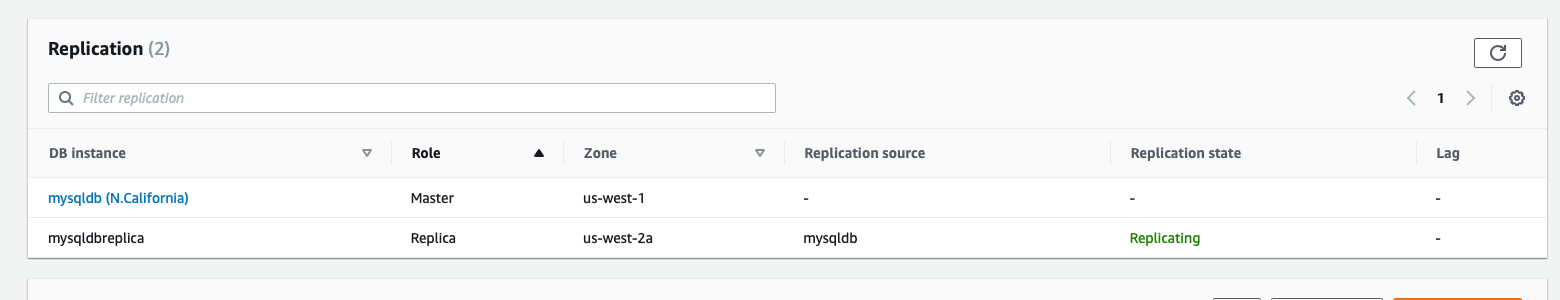 Replication (2)
Filter replication
1
DB instance Role Zone Replication source Replication state Lag
mysqldb (N.California) Master us-west-1 - - -
mysqldbreplica Replica us-west-2a mysqldb Replicating -